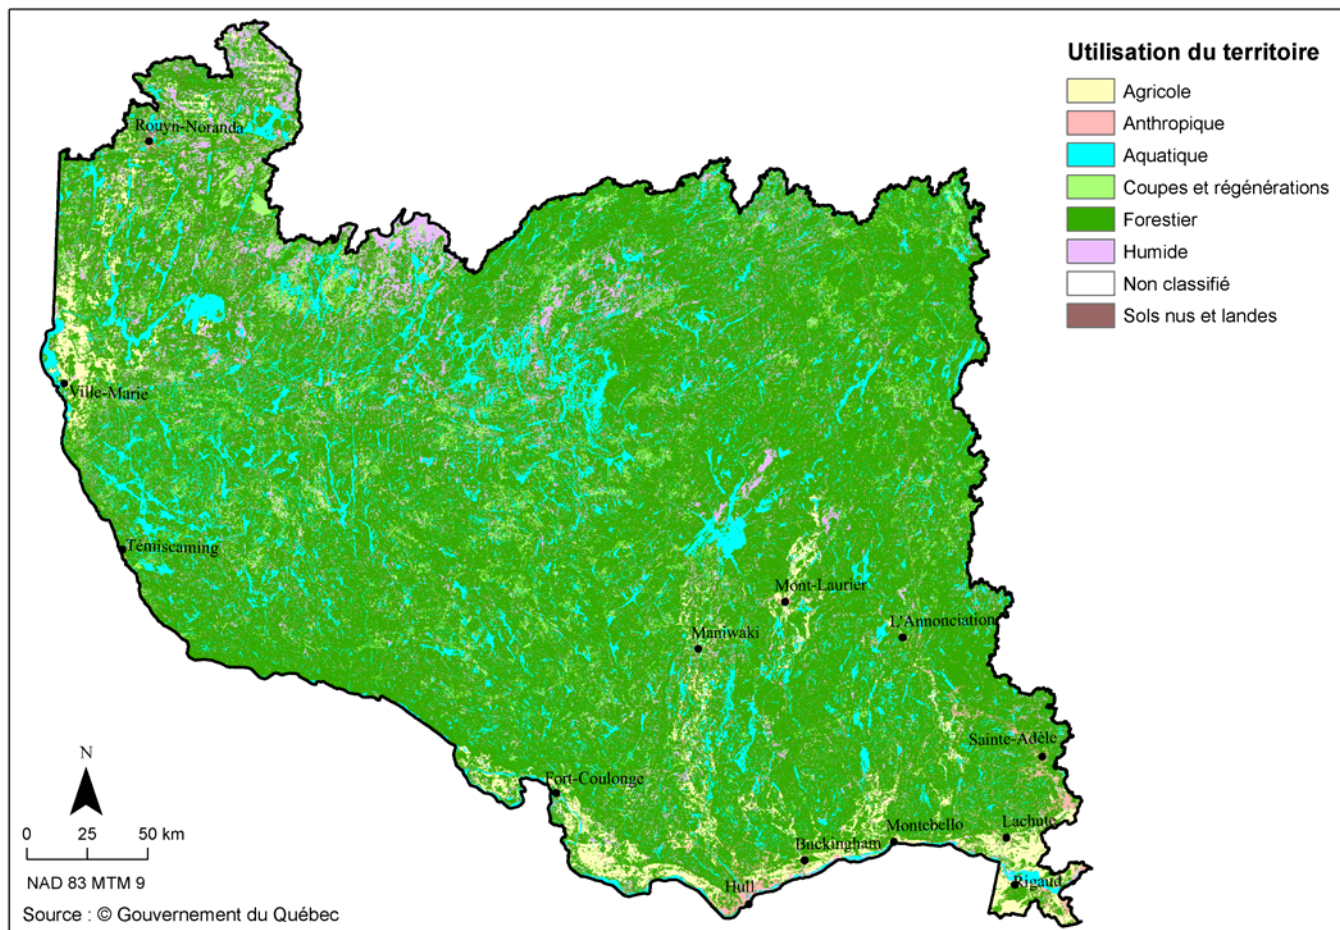 Utilisation du territoire
Agricole
Anthropique
Aquatique
Coupes et régénérations
Forestier
Humide
Non classifié
Sols nus et landes
Rouyn-Noranda
Ville-Marie
Témiscaming
Mont-Laurier
L'Annonciation
Maniwaki
Sainte-Adèle
Fort-Coulonge
Lachute
Montebello
Buckingham
Rigaud
Hull
N
0 25 50 km
NAD 83 MTM 9
Source : © Gouvernement du Québec